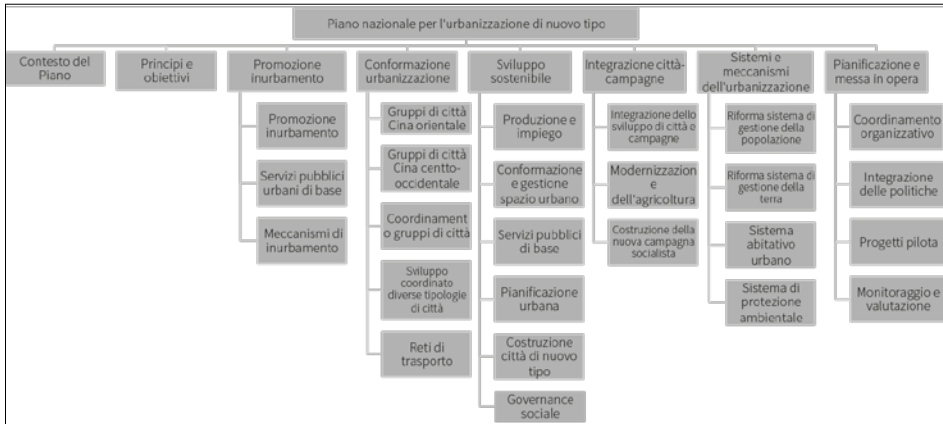 Piano nazionale per l'urbanizzazione di nuovo tipo
Contesto del
Piano
Principi e
obiettivi
Promozione
inurbamento
Promozione
inurbamento
Servizi pubblici
urbani di base
Meccanismi di
inurbamento
Conformazione
urbanizzazione
Gruppi di città
Cina orientale
Gruppi di città
Cina centto-
occidentale
Coordinament
o gruppi di città
Sviluppo
coordinato
diverse tipologie
di città
Reti di
trasporto
Sviluppo
sostenibile
Produzione e
impiego
Conformazione
e gestione
spazio urbano
Servizi pubblici
di base
Pianificazione
urbana
Costruzione
città di nuovo
tipo
Governance
sociale
Integrazione città-
campagne
Integrazione dello
sviluppo di città e
campagne
Modernizzazion
e
dell'agricoltura
Costruzione della
nuova campagna
socialista
Sistemi e
meccanismi
dell'urbanizzazione
Riforma sistema di
gestione della
popolazione
Riforma sistema di
gestione della
terra
Sistema
abitativo
urbano
Sistema di
protezione
ambientale
Pianificazione e
messa in opera
Coordinamento
organizzativo
Integrazione
delle politiche
Progetti pilota
Monitoraggio e
valutazione